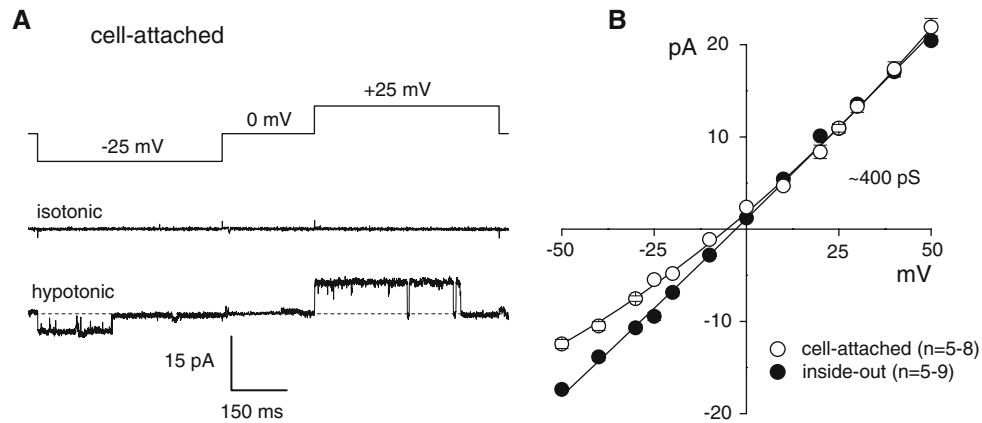 A
cell-attached
+25 mV
0 mV
-25 mV
isotonic
hypotonic
15 pA
150 ms
B
pA
20
10
~400 pS
-50
-25
25
50
mV
-10
-20
cell-attached (n=5-8)
inside-out (n=5-9)